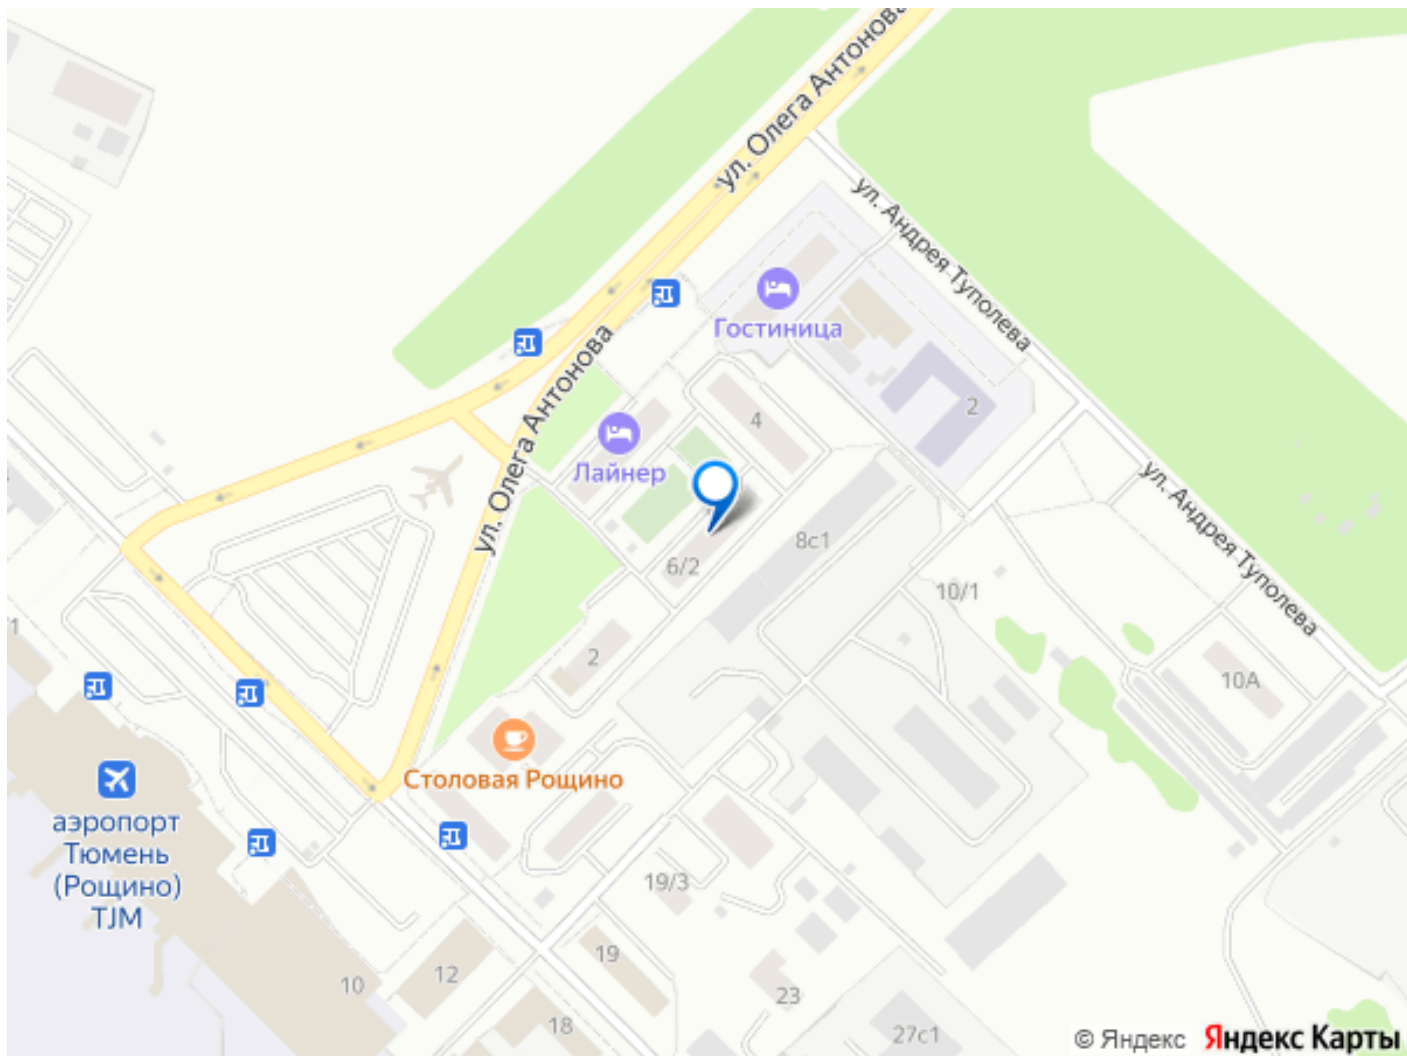 ул. Олега Антонова
ул. Андрея Туполева
Гостиница
ул. Олега Антонова
2
4
Лайнер
ул. Андрея Туполева
8с1
6/2
10/1
1
2
10А
Столовая Рощино
аэропорт
Тюмень
(Рощино)
TJM
19/3
19
12
10
23
18
27с1
© Яндекс Яндекс Карты